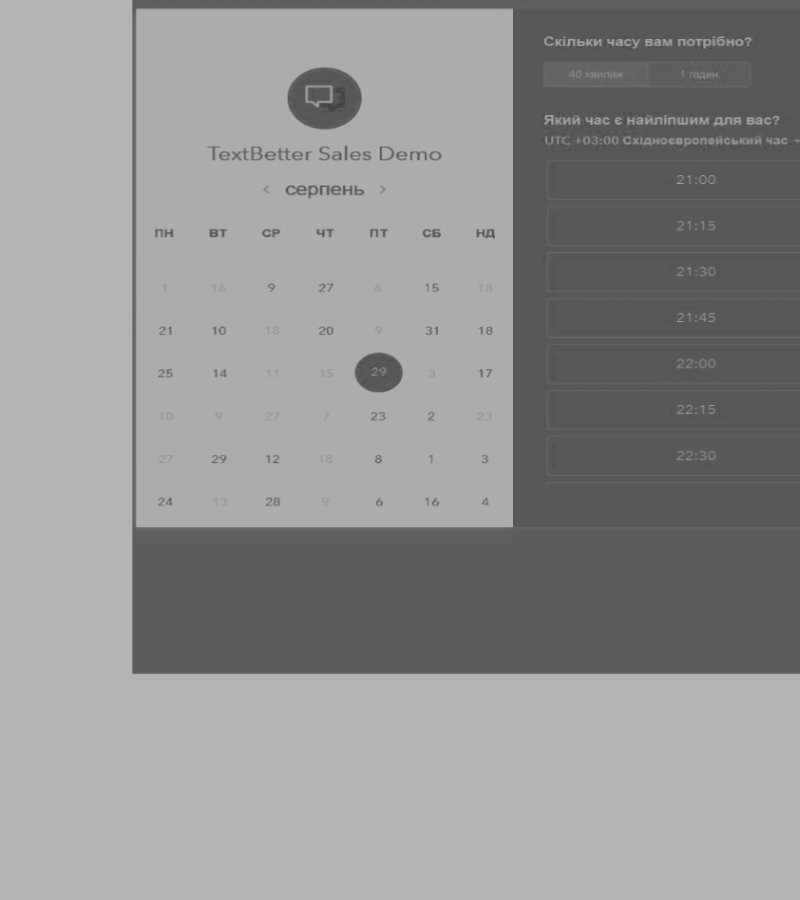 TextBetter Sales Demo
< серпень >
ПН ВТ СР ЧТ ПТ СБ НД
1 16 9 27 6 15 18
21 10 18 20 9 31 18
25 14 11 15 29 3 17
10 9 27 7 23 2 23
27 29 12 18 8 1 3
24 13 28 9 6 16 4
Скільки часу вам потрібно?
40 хвилин 1 годин
Який час є найліпшим для вас?
UTC +03:00 Східноєвропейський час
21:00
21:15
21:30
21:45
22:00
22:15
22:30